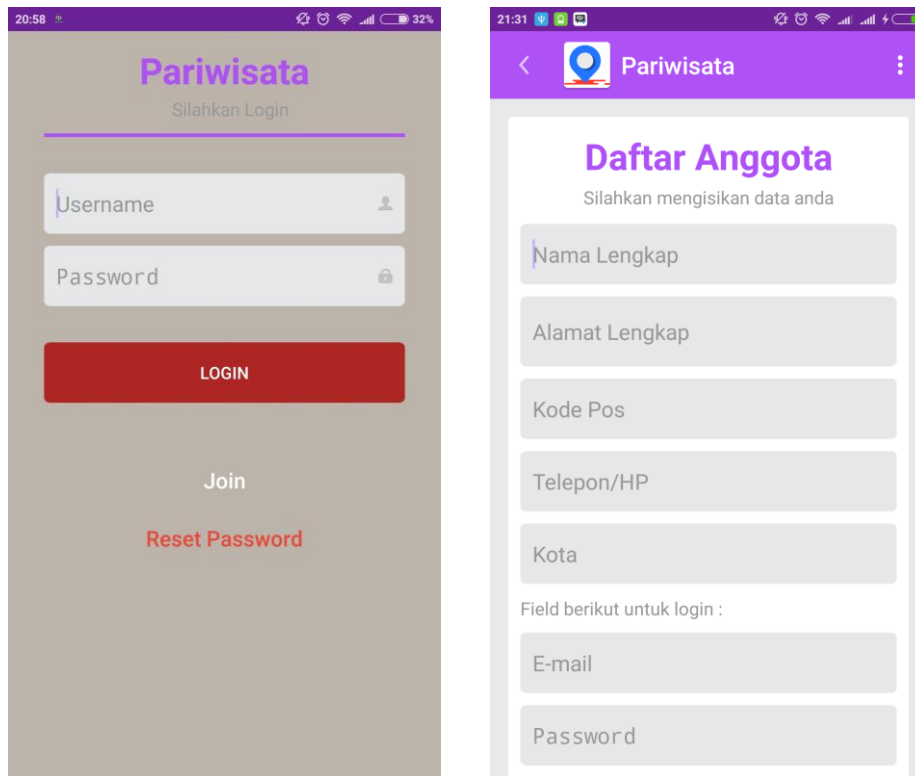 20:58
32%
Pariwisata
Silahkan Login
Username
Password
LOGIN
Join
Reset Password
21:31
Pariwisata
Daftar Anggota
Silahkan mengisikan data anda
Nama Lengkap
Alamat Lengkap
Kode Pos
Telepon/HP
Kota
Field berikut untuk login :
E-mail
Password